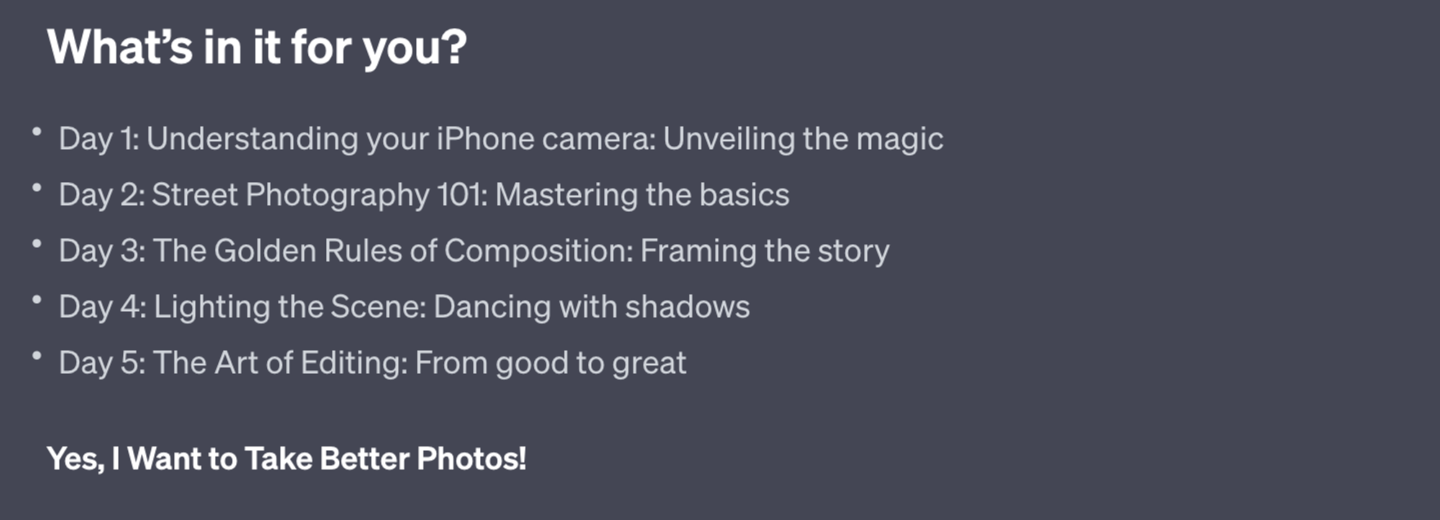 What’s in it for you?
• Day 1: Understanding your iPhone camera: Unveiling the magic
• Day 2: Street Photography 101: Mastering the basics
• Day 3: The Golden Rules of Composition: Framing the story
• Day 4: Lighting the Scene: Dancing with shadows
• Day 5: The Art of Editing: From good to great
Yes, I Want to Take Better Photos!